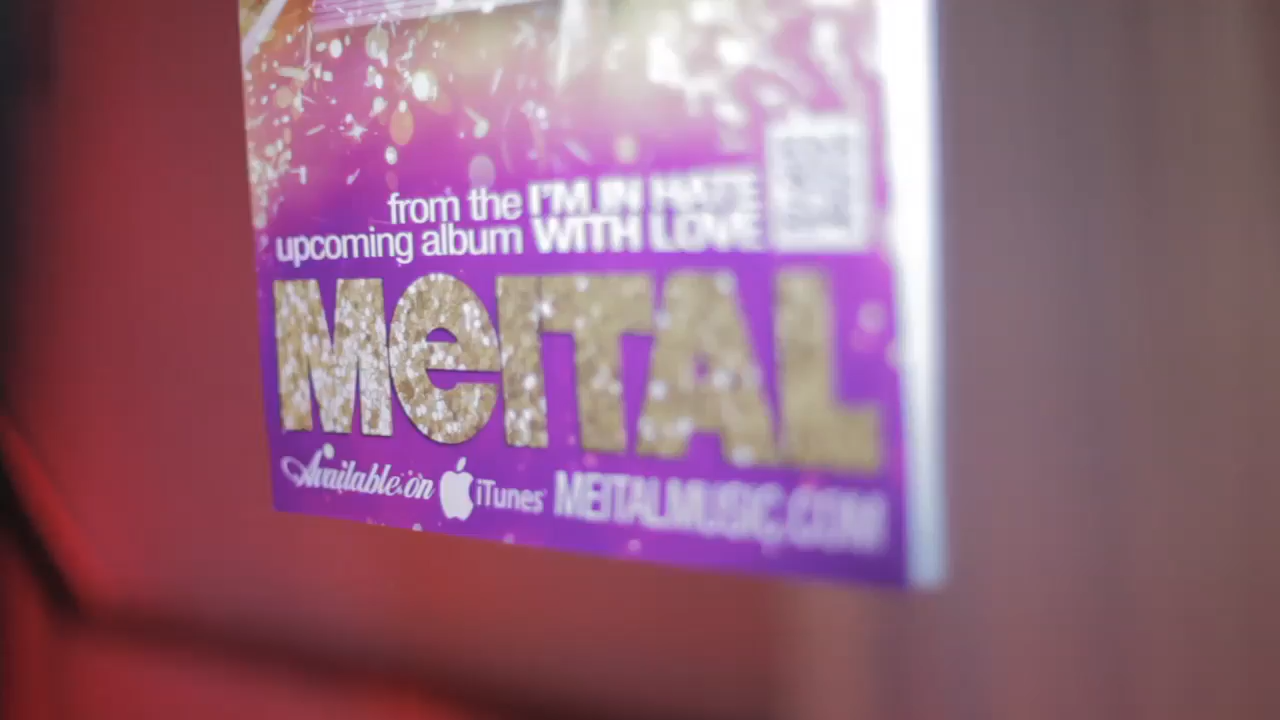 from the I'M IN HATE
upcoming album WITH LOVE
MeITAL
Available on iTunes MEITALMUSIC.COM